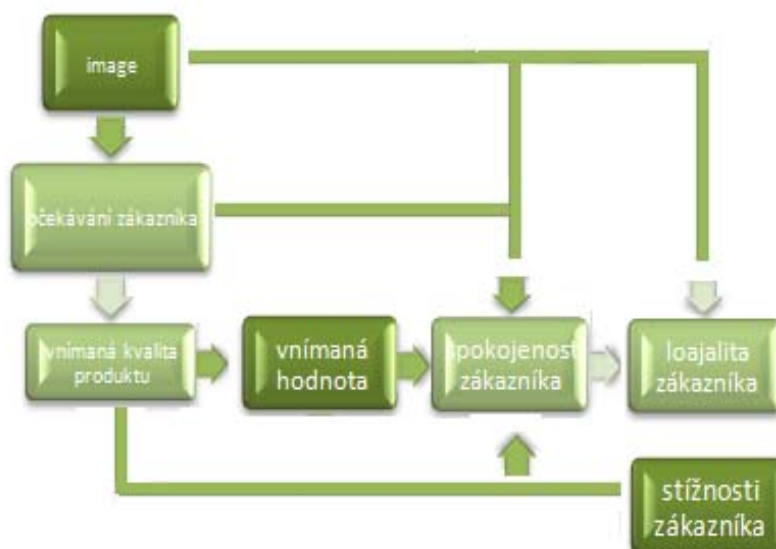 image
očekávání zákazníka
vnímaná kvalita
produktu
vnímaná
hodnota
spokojenost
zákazníka
loajalita
zákazníka
stížnosti
zákazníka